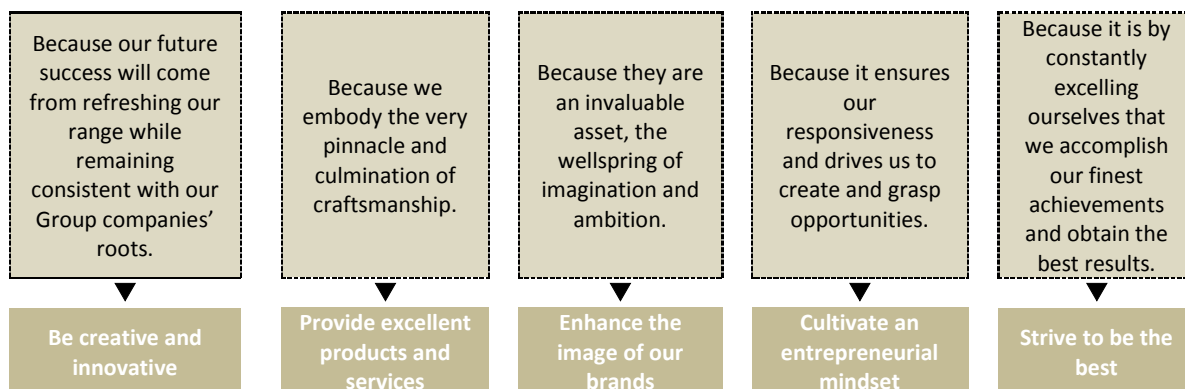 Because our future
success will come
from refreshing our
range while
remaining
consistent with our
Group companies’
roots.
Be creative and
innovative
Because we
embody the very
pinnacle and
culmination of
craftsmanship.
Provide excellent
products and
services
Because they are
an invaluable
asset, the
wellspring of
imagination and
ambition.
Enhance the
image of our
brands
Because it ensures
our
responsiveness
and drives us to
create and grasp
opportunities.
Cultivate an
entrepreneurial
mindset
Because it is by
constantly
excelling
ourselves that
we accomplish
our finest
achievements
and obtain the
best results.
Strive to be the
best